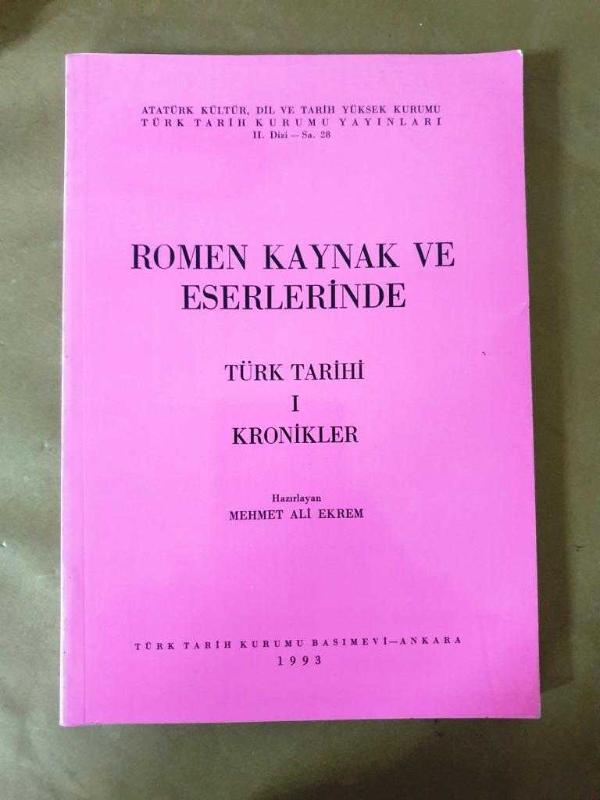 ATATÜRK KÜLTÜR, DİL VE TARİH YÜKSEK KURUMU
TÜRK TARİH KURUMU YAYINLARI
II. Dizi — Sa. 28
ROMEN KAYNAK VE
ESERLERİNDE
TÜRK TARİHİ
I
KRONİKLER
Hazırlayan
MEHMET ALİ EKREM
TÜRK TARİH KURUMU BASIMEVİ—ANKARA
1993